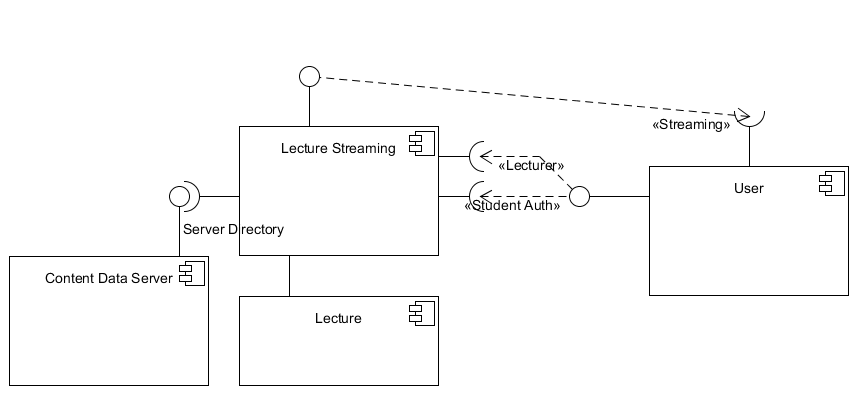 «Streaming»
Lecture Streaming
«Lecturer»
User
«Student Auth»
Server Directory
Content Data Server
Lecture